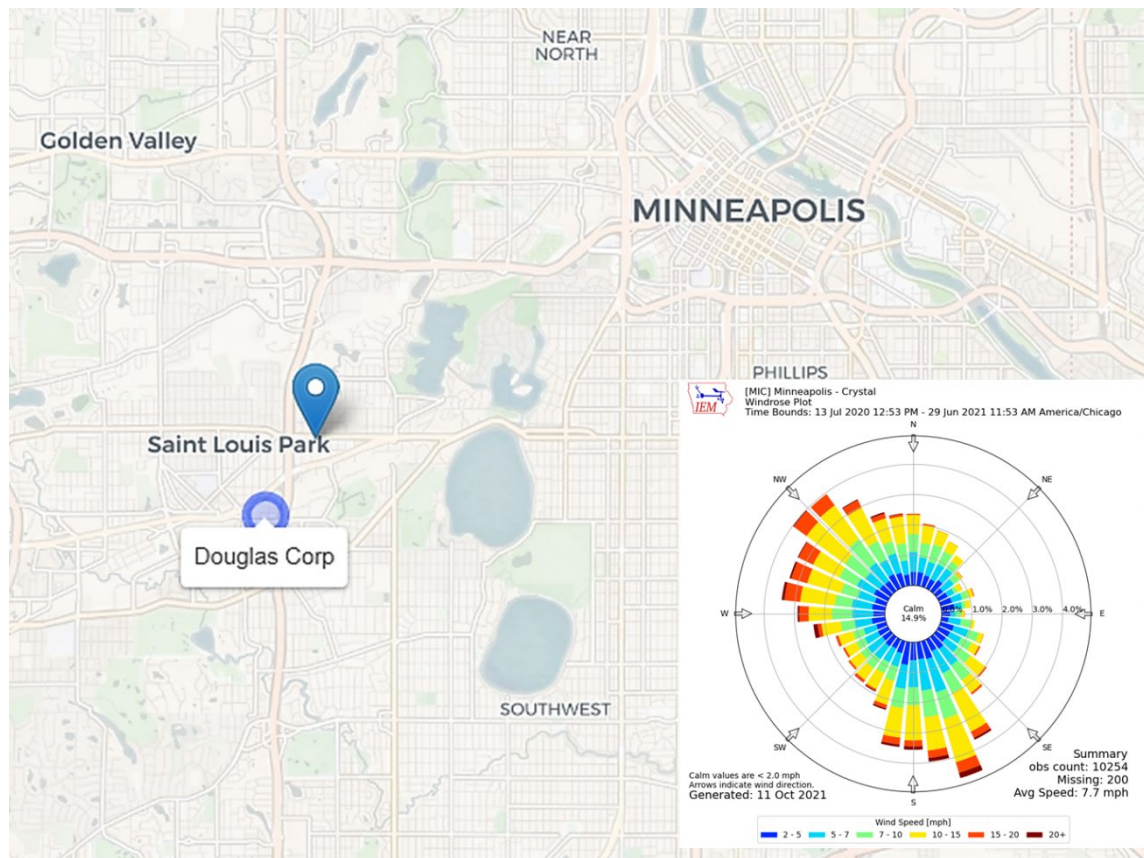 NEAR
NORTH
Golden Valley
MINNEAPOLIS
PHILLIPS
Saint Louis Park
Douglas Corp
SOUTHWEST
IEM
[MIC] Minneapolis - Crystal
Windrose Plot
Time Bounds: 13 Jul 2020 12:53 PM - 29 Jun 2021 11:53 AM America/Chicago
N
NW
NE
W
Calm
14.9%
1.0%
2.0%
3.0%
4.0%
E
SW
SE
S
Calm values are < 2.0 mph
Arrows indicate wind direction.
Generated: 11 Oct 2021
Summary
obs count: 10254
Missing: 200
Avg Speed: 7.7 mph
Wind Speed [mph]
2 - 5
5 - 7
7 - 10
10 - 15
15 - 20
20+